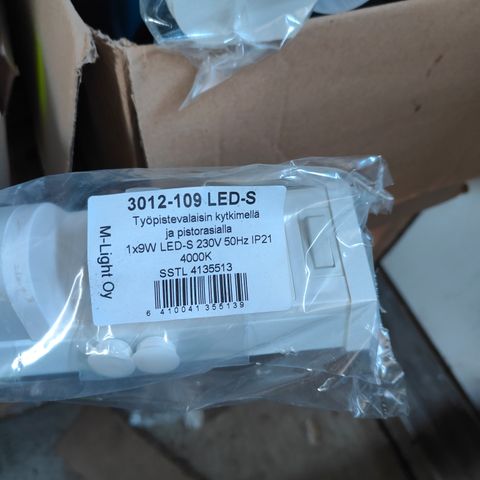 3012-109 LED-S
Työpistevalaisin kytkimellä
ja pistorasialla
1x9W LED-S 230V 50Hz IP21
4000K
SSTL 4135513
6 410041 355139
M-Light Oy